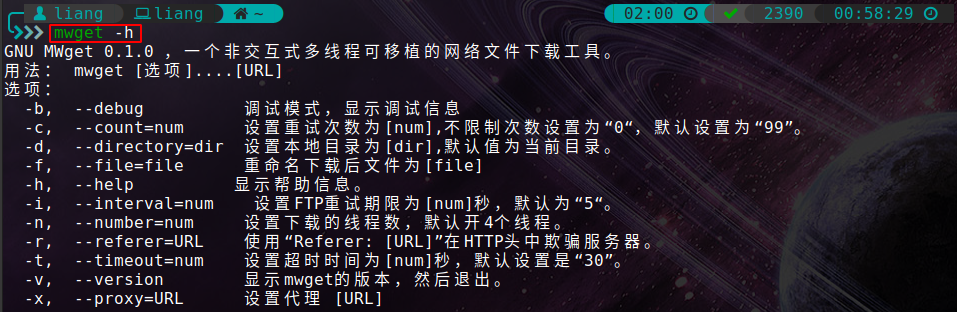 liang liang ~ 02:00 2390 00:58:29
mwget -h
GNU MWget 0.1.0 ，一个非交互式多线程可移植的网络文件下载工具。
用法： mwget [选项]....[URL]
选项：
-b, --debug 调试模式，显示调试信息
-c, --count=num 设置重试次数为[num],不限制次数设置为“0“，默认设置为“99”。
-d, --directory=dir 设置本地目录为[dir],默认值为当前目录。
-f, --file=file 重命名下载后文件为[file]
-h, --help 显示帮助信息。
-i, --interval=num 设置FTP重试期限为[num]秒，默认为“5“。
-n, --number=num 设置下载的线程数，默认开4个线程。
-r, --referer=URL 使用“Referer: [URL]”在HTTP头中欺骗服务器。
-t, --timeout=num 设置超时时间为[num]秒，默认设置是“30”。
-v, --version 显示mwget的版本，然后退出。
-x, --proxy=URL 设置代理 [URL]